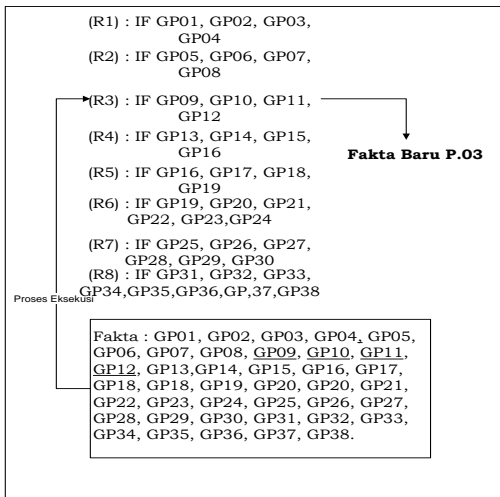 (R1) : IF GP01, GP02, GP03,
GP04
(R2) : IF GP05, GP06, GP07,
GP08
(R3) : IF GP09, GP10, GP11,
GP12
(R4) : IF GP13, GP14, GP15,
GP16
Fakta Baru P.03
(R5) : IF GP16, GP17, GP18,
GP19
(R6) : IF GP19, GP20, GP21,
GP22, GP23,GP24
(R7) : IF GP25, GP26, GP27,
GP28, GP29, GP30
(R8) : IF GP31, GP32, GP33,
GP34,GP35,GP36,GP,37,GP38
Proses Eksekusi
Fakta : GP01, GP02, GP03, GP04, GP05,
GP06, GP07, GP08, GP09, GP10, GP11,
GP12, GP13,GP14, GP15, GP16, GP17,
GP18, GP18, GP19, GP20, GP20, GP21,
GP22, GP23, GP24, GP25, GP26, GP27,
GP28, GP29, GP30, GP31, GP32, GP33,
GP34, GP35, GP36, GP37, GP38.